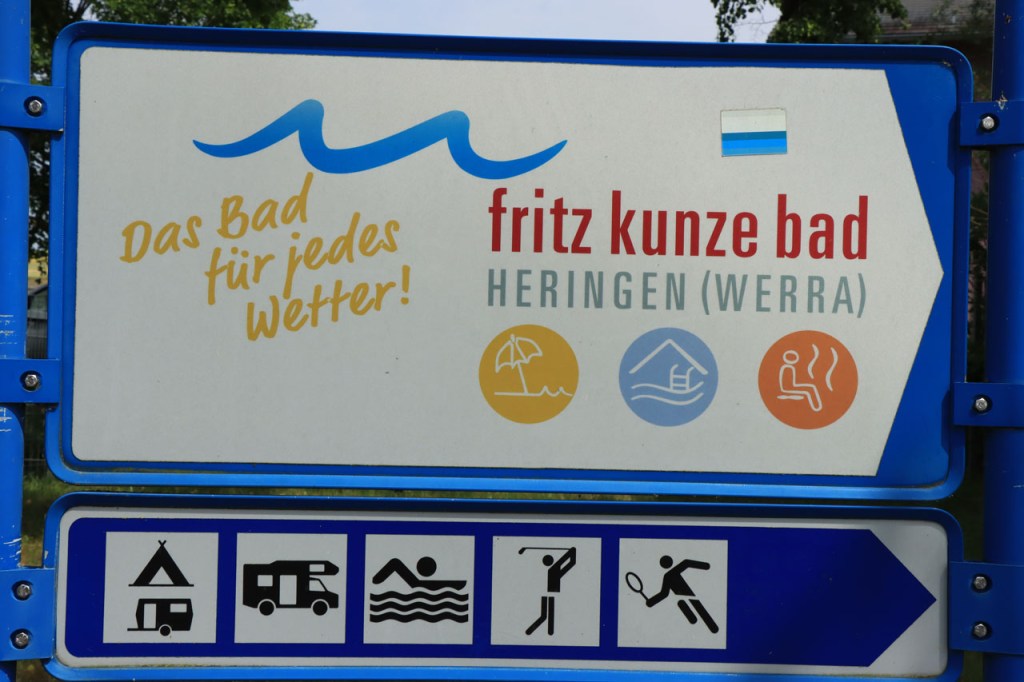 Das Bad
für jedes
Wetter!
fritz kunze bad
HERINGEN (WERRA)